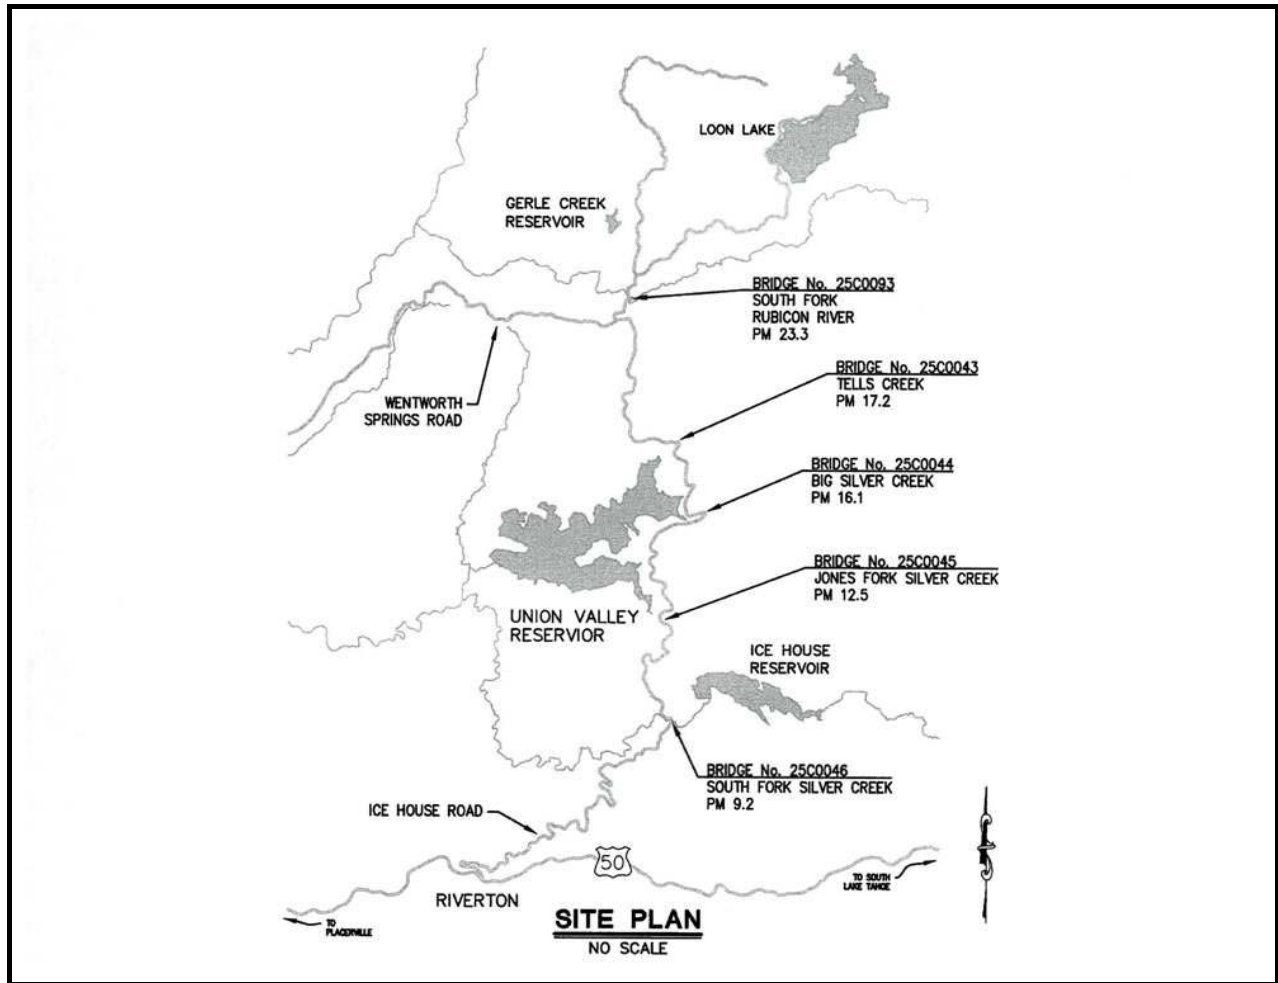 LOON LAKE
GERLE CREEK
RESERVOIR
BRIDGE No. 25C0093
SOUTH FORK
RUBICON RIVER
PM 23.3
BRIDGE No. 25C0043
TELLS CREEK
PM 17.2
WENTWORTH
SPRINGS ROAD
BRIDGE No. 25C0044
BIG SILVER CREEK
PM 16.1
BRIDGE No. 25C0045
JONES FORK SILVER CREEK
PM 12.5
UNION VALLEY
RESERVIOR
ICE HOUSE
RESERVOIR
BRIDGE No. 25C0046
SOUTH FORK SILVER CREEK
PM 9.2
ICE HOUSE ROAD
50
TO SOUTH
LAKE TAHOE
RIVERTON
TO
PLACERVILLE
SITE PLAN
NO SCALE